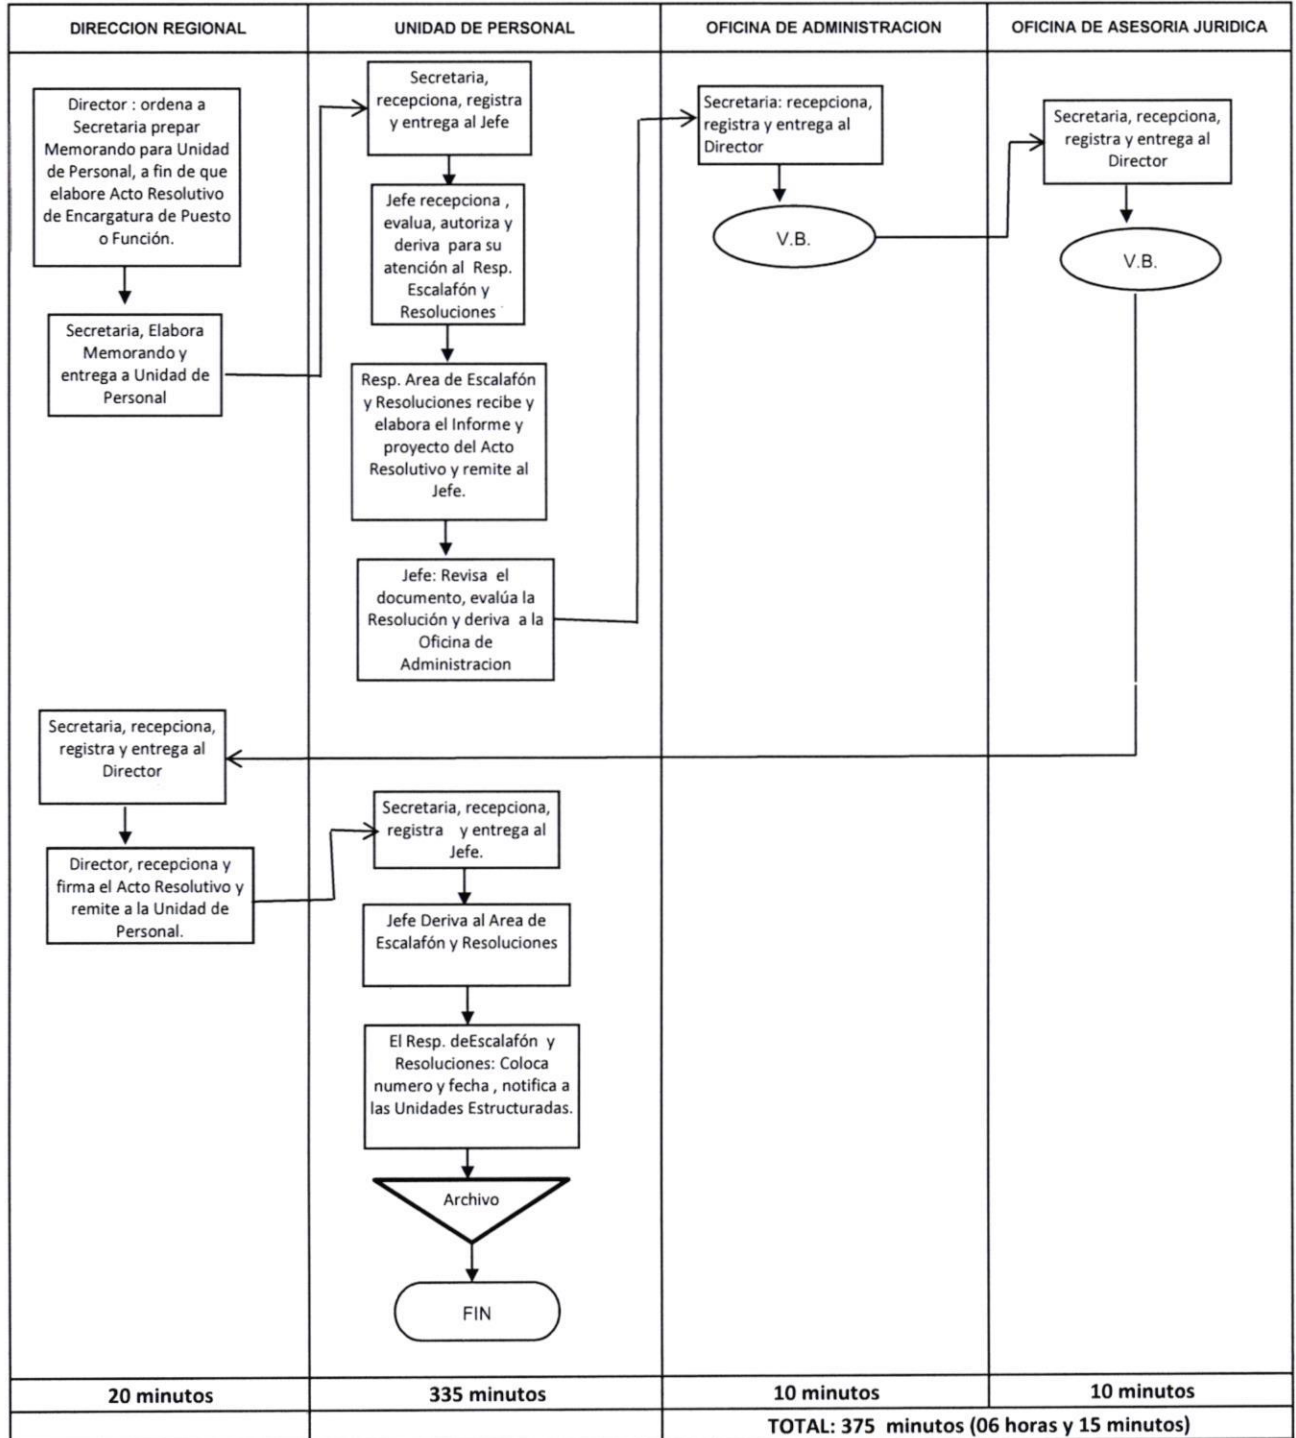 DIRECCION REGIONAL
UNIDAD DE PERSONAL
OFICINA DE ADMINISTRACION
OFICINA DE ASESORIA JURIDICA
Director : ordena a
Secretaria prepar
Memorando para Unidad
de Personal, a fin de que
elabore Acto Resolutivo
de Encargatura de Puesto
o Función.
Secretaria, Elabora
Memorando y
entrega a Unidad de
Personal
Secretaria,
recepciona, registra
y entrega al Jefe
Jefe recepciona ,
evalua, autoriza y
deriva para su
atención al Resp.
Escalafón y
Resoluciones
Resp. Area de Escalafón
y Resoluciones recibe y
elabora el Informe y
proyecto del Acto
Resolutivo y remite al
Jefe.
Jefe: Revisa el
documento, evalúa la
Resolución y deriva a la
Oficina de
Administracion
Secretaria: recepciona,
registra y entrega al
Director
V.B.
Secretaria, recepciona,
registra y entrega al
Director
V.B.
Secretaria, recepciona,
registra y entrega al
Director
Director, recepciona y
firma el Acto Resolutivo y
remite a la Unidad de
Personal.
Secretaria, recepciona,
registra y entrega al
Jefe.
Jefe Deriva al Area de
Escalafón y Resoluciones
El Resp. deEscalafón y
Resoluciones: Coloca
numero y fecha , notifica a
las Unidades Estructuradas.
Archivo
FIN
20 minutos
335 minutos
10 minutos
10 minutos
TOTAL: 375 minutos (06 horas y 15 minutos)